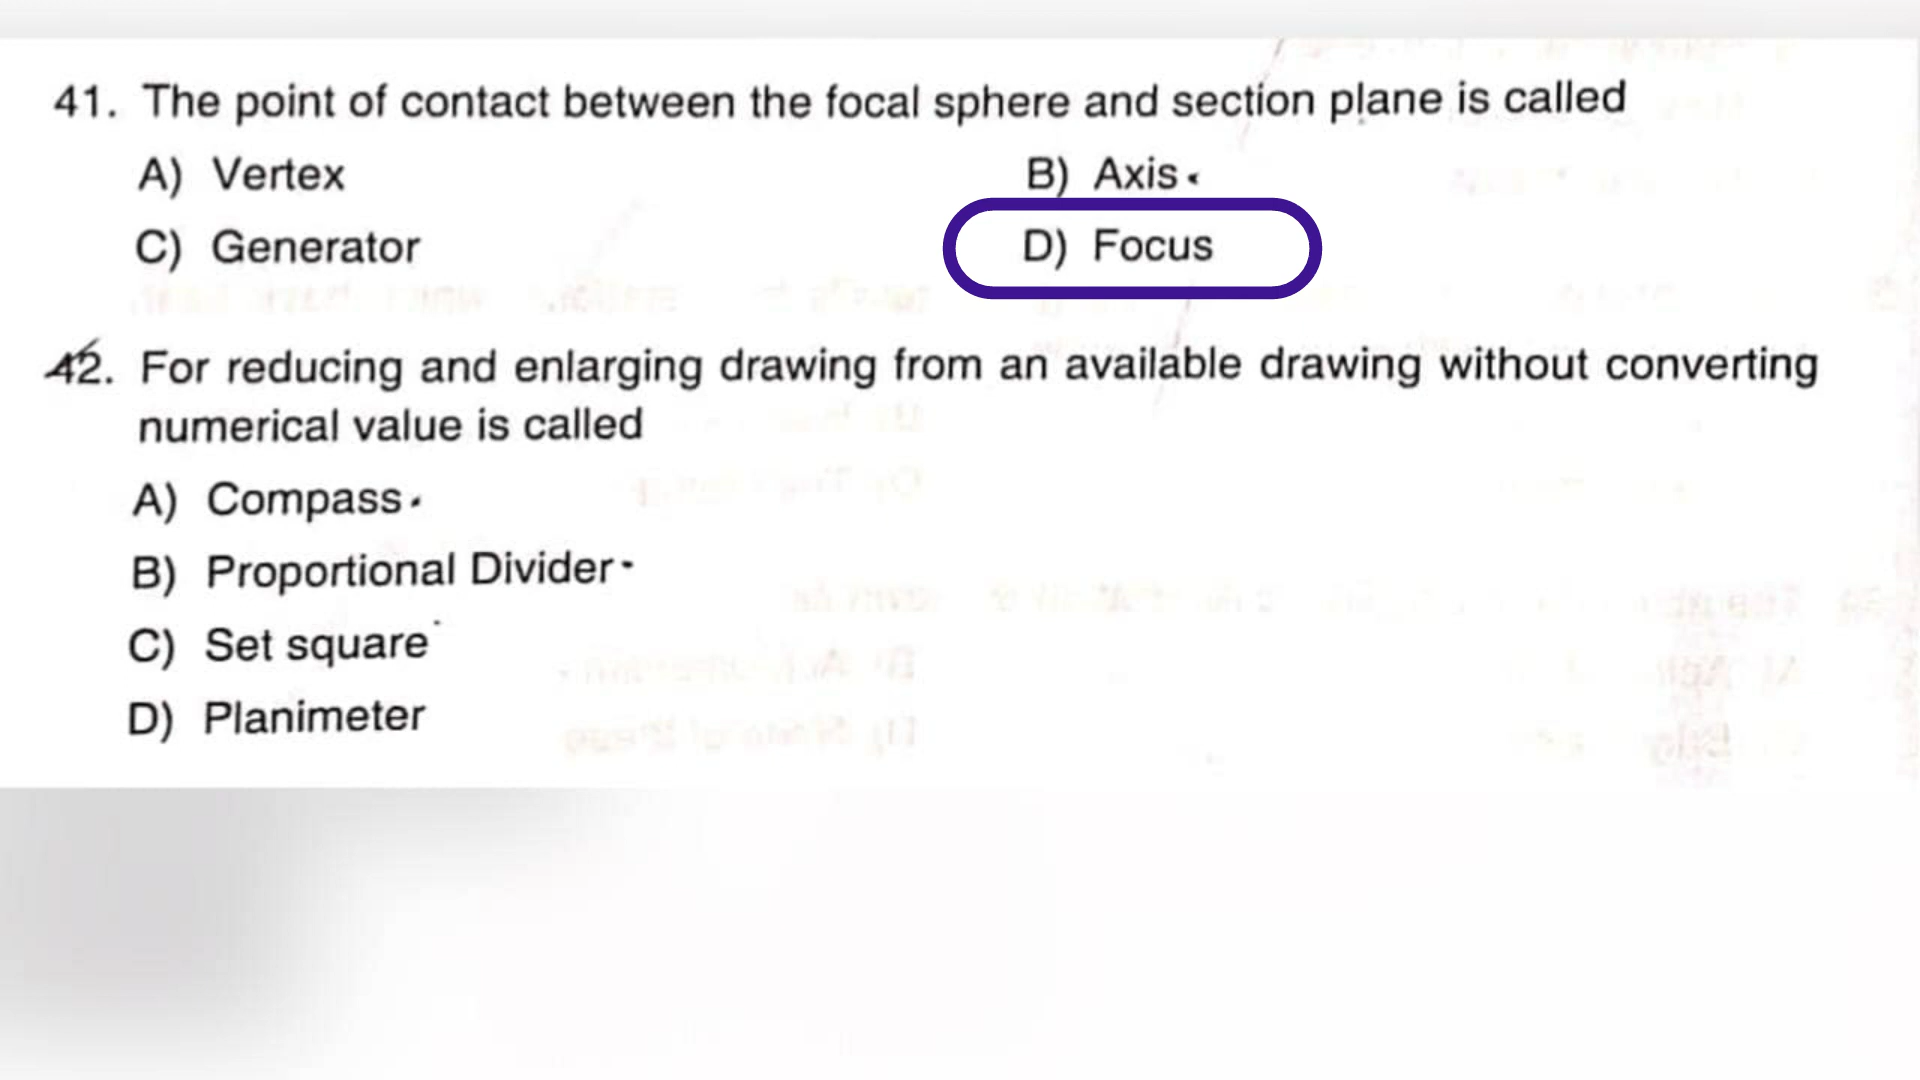 41. The point of contact between the focal sphere and section plane is called
A) Vertex B) Axis
C) Generator D) Focus
42. For reducing and enlarging drawing from an available drawing without converting
numerical value is called
A) Compass
B) Proportional Divider
C) Set square
D) Planimeter